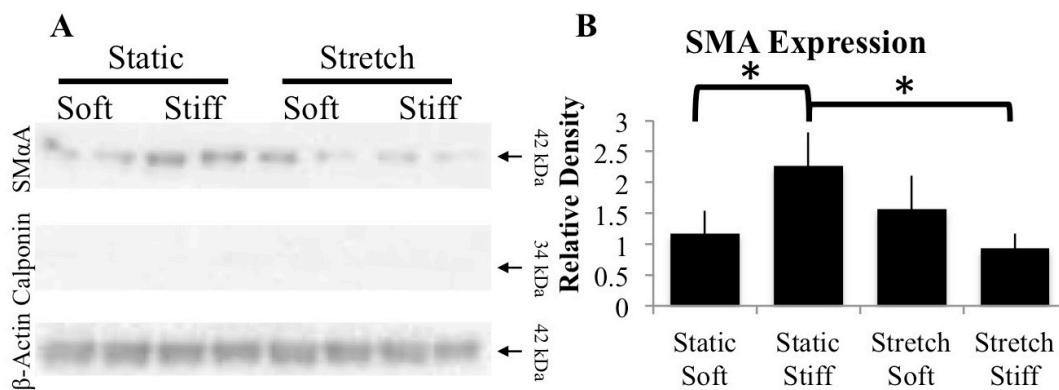 A
Static Stretch
Soft Stiff Soft Stiff
SMαA
42 kDa
Calponin
34 kDa
β-Actin
42 kDa
B
SMA Expression
*
*
Relative Density
3
2.5
2
1.5
1
0.5
0
Static Soft
Static Stiff
Stretch Soft
Stretch Stiff